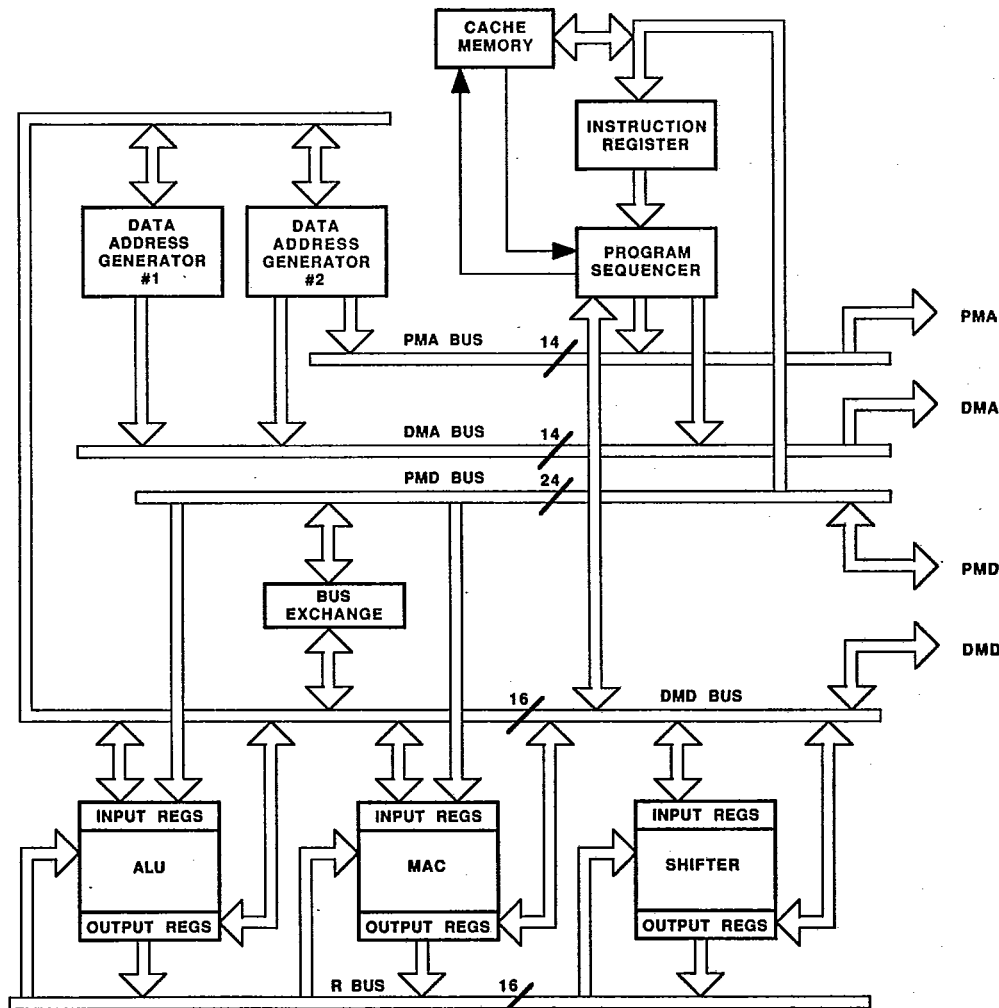 CACHE
MEMORY
INSTRUCTION
REGISTER
DATA
ADDRESS
GENERATOR
#1
DATA
ADDRESS
GENERATOR
#2
PROGRAM
SEQUENCER
PMA BUS
14
PMA
DMA BUS
14
DMA
PMD BUS
24
PMD
BUS
EXCHANGE
DMD
16
DMD BUS
INPUT REGS
ALU
OUTPUT REGS
INPUT REGS
MAC
OUTPUT REGS
INPUT REGS
SHIFTER
OUTPUT REGS
R BUS
16